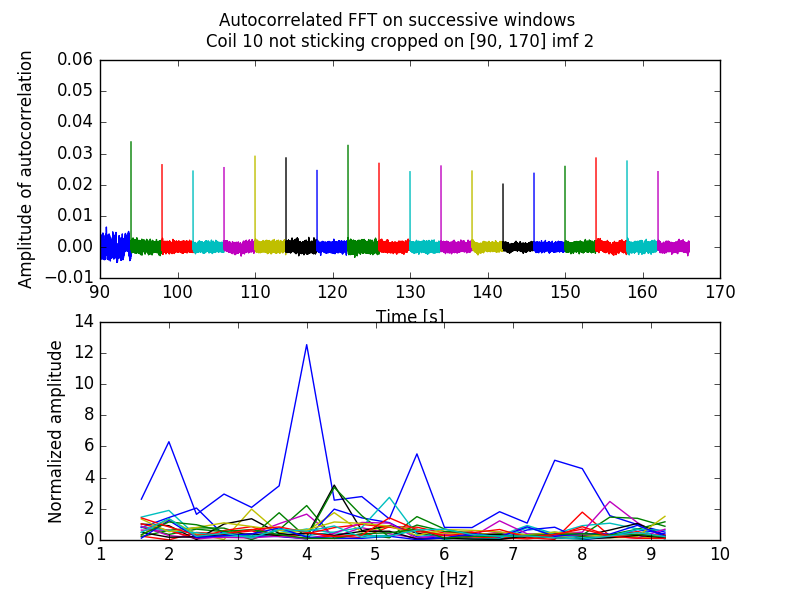 Autocorrelated FFT on successive windows
Coil 10 not sticking cropped on [90, 170] imf 2
Amplitude of autocorrelation
0.06
0.05
0.04
0.03
0.02
0.01
0.00
−0.01
90 100 110 120 130 140 150 160 170
Time [s]
Normalized amplitude
14
12
10
8
6
4
2
0
1 2 3 4 5 6 7 8 9 10
Frequency [Hz]